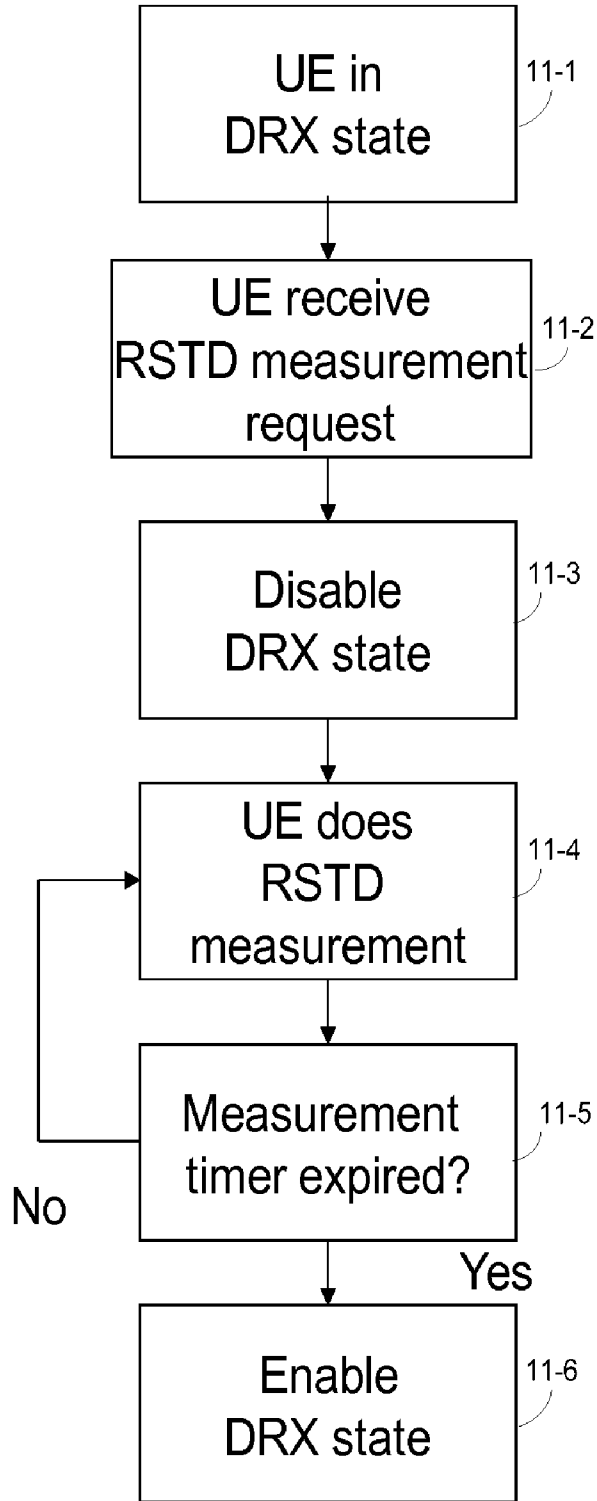 UE in
DRX state
11-1
UE receive
RSTD measurement
request
11-2
Disable
DRX state
11-3
UE does
RSTD
measurement
11-4
Measurement
timer expired?
11-5
No
Yes
Enable
DRX state
11-6